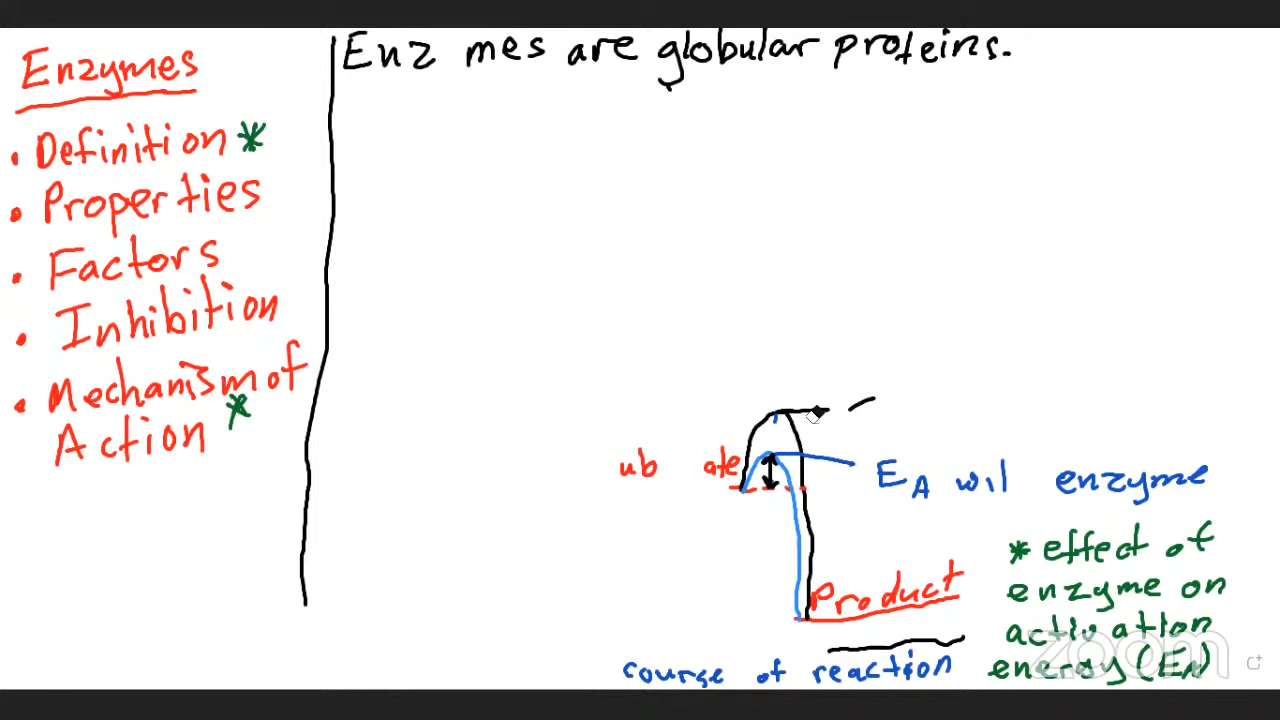 Enzymes
• Definition *
• Properties
• Factors
• Inhibition
• Mechanism of
Action *
Enz mes are globular proteins.
ub ate
EA wil enzyme
Product
course of reaction
* effect of
enzyme on
activation
energy (EA)
zoom